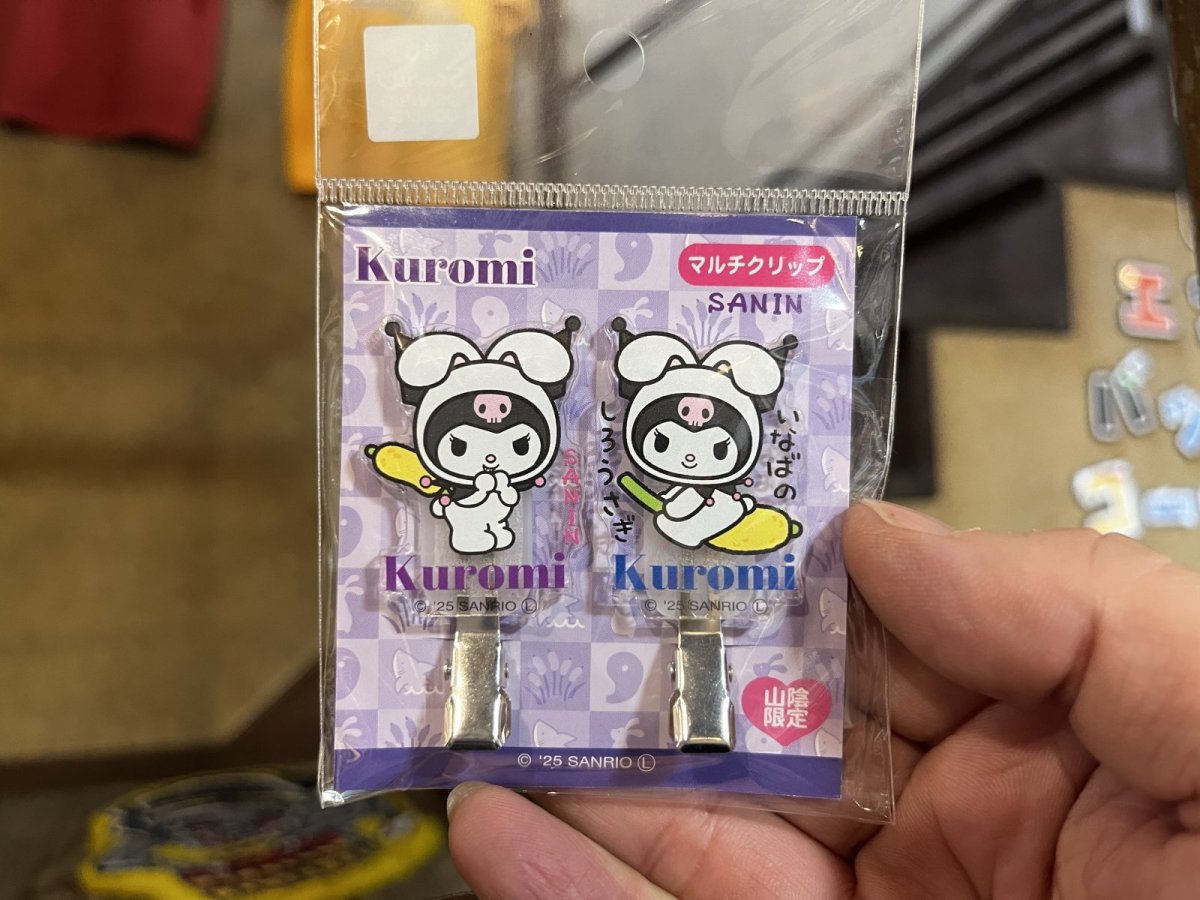 Kuromi
マルチクリップ
SANIN
SANIN
Kuromi
© '25 SANRIO Ⓛ
いなばの
しろうさぎ
Kuromi
© '25 SANRIO Ⓛ
山陰
限定
© '25 SANRIO Ⓛ